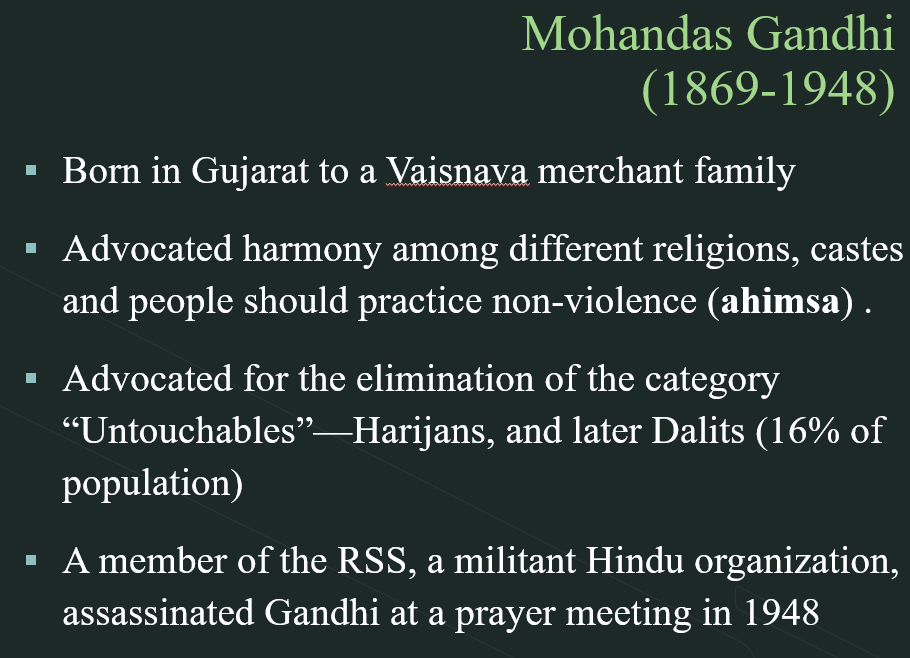 Mohandas Gandhi
(1869-1948)
▪ Born in Gujarat to a Vaisnava merchant family
▪ Advocated harmony among different religions, castes
and people should practice non-violence (ahimsa) .
▪ Advocated for the elimination of the category
“Untouchables”—Harijans, and later Dalits (16% of
population)
▪ A member of the RSS, a militant Hindu organization,
assassinated Gandhi at a prayer meeting in 1948